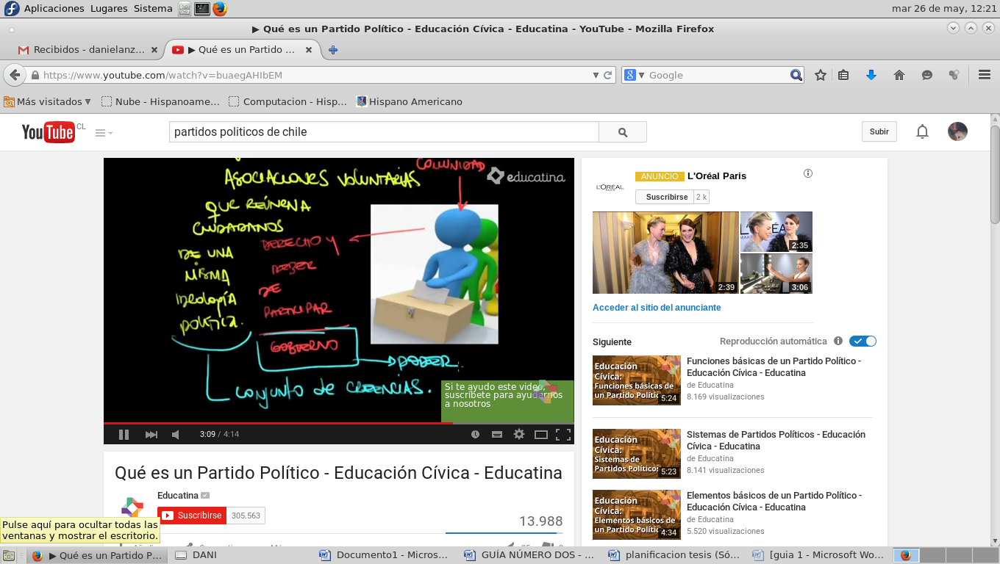 Aplicaciones Lugares Sistema
mar 26 de may, 12:21
▶ Qué es un Partido Político - Educación Cívica - Educatina - YouTube - Mozilla Firefox
Recibidos - danielanz...
▶ Qué es un Partido ...
https://www.youtube.com/watch?v=buaegAHIbEM
Google
Más visitados
Nube - Hispanoame...
Computacion - Hisp...
Hispano Americano
YouTube CL
partidos politicos de chile
Subir
COMUNIDAD
educatina
ASOCIACIONES VOLUNTARIAS
QUE REÚNEN A
CIUDADANOS
DE UNA
MISMA
IDEOLOGÍA
POLÍTICA.
DERECHO Y
DEBER
DE
PARTICIPAR
GOBIERNO
PODER
CONJUNTO DE CREENCIAS.
Si te ayudo este video,
suscríbete para ayudarnos
a nosotros
3:09 / 4:14
Qué es un Partido Político - Educación Cívica - Educatina
Educatina
Suscribirse 305.563
13.988
ANUNCIO L'Oréal Paris
L'ORÉAL
Suscribirse 2 k
2:39
2:35
3:06
Acceder al sitio del anunciante
Siguiente
Reproducción automática
Educación
Cívica:
Funciones básicas de
un Partido Polític
5:24
Funciones básicas de un Partido Político -
Educación Cívica - Educatina
de Educatina
8.169 visualizaciones
Educación
Cívica:
Sistemas de
Partidos Políticos
5:23
Sistemas de Partidos Políticos - Educación
Cívica - Educatina
de Educatina
8.141 visualizaciones
Educación
Cívica:
Elementos básicos de
un Partido Polític
4:34
Elementos básicos de un Partido Político -
Educación Cívica - Educatina
de Educatina
5.520 visualizaciones
Pulse aquí para ocultar todas las
ventanas y mostrar el escritorio.
▶ Qué es un Partido P...
DANI
Documento1 - Micros...
GUÍA NÚMERO DOS - ...
planificacion tesis (Só...
[guia 1 - Microsoft Wo...